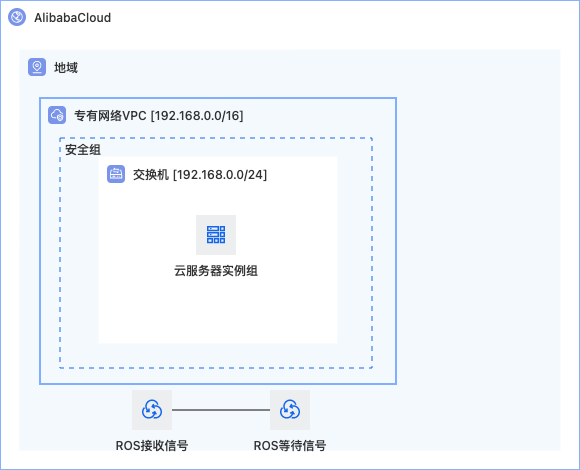 AlibabaCloud
地域
专有网络VPC [192.168.0.0/16]
安全组
交换机 [192.168.0.0/24]
云服务器实例组
ROS接收信号
ROS等待信号